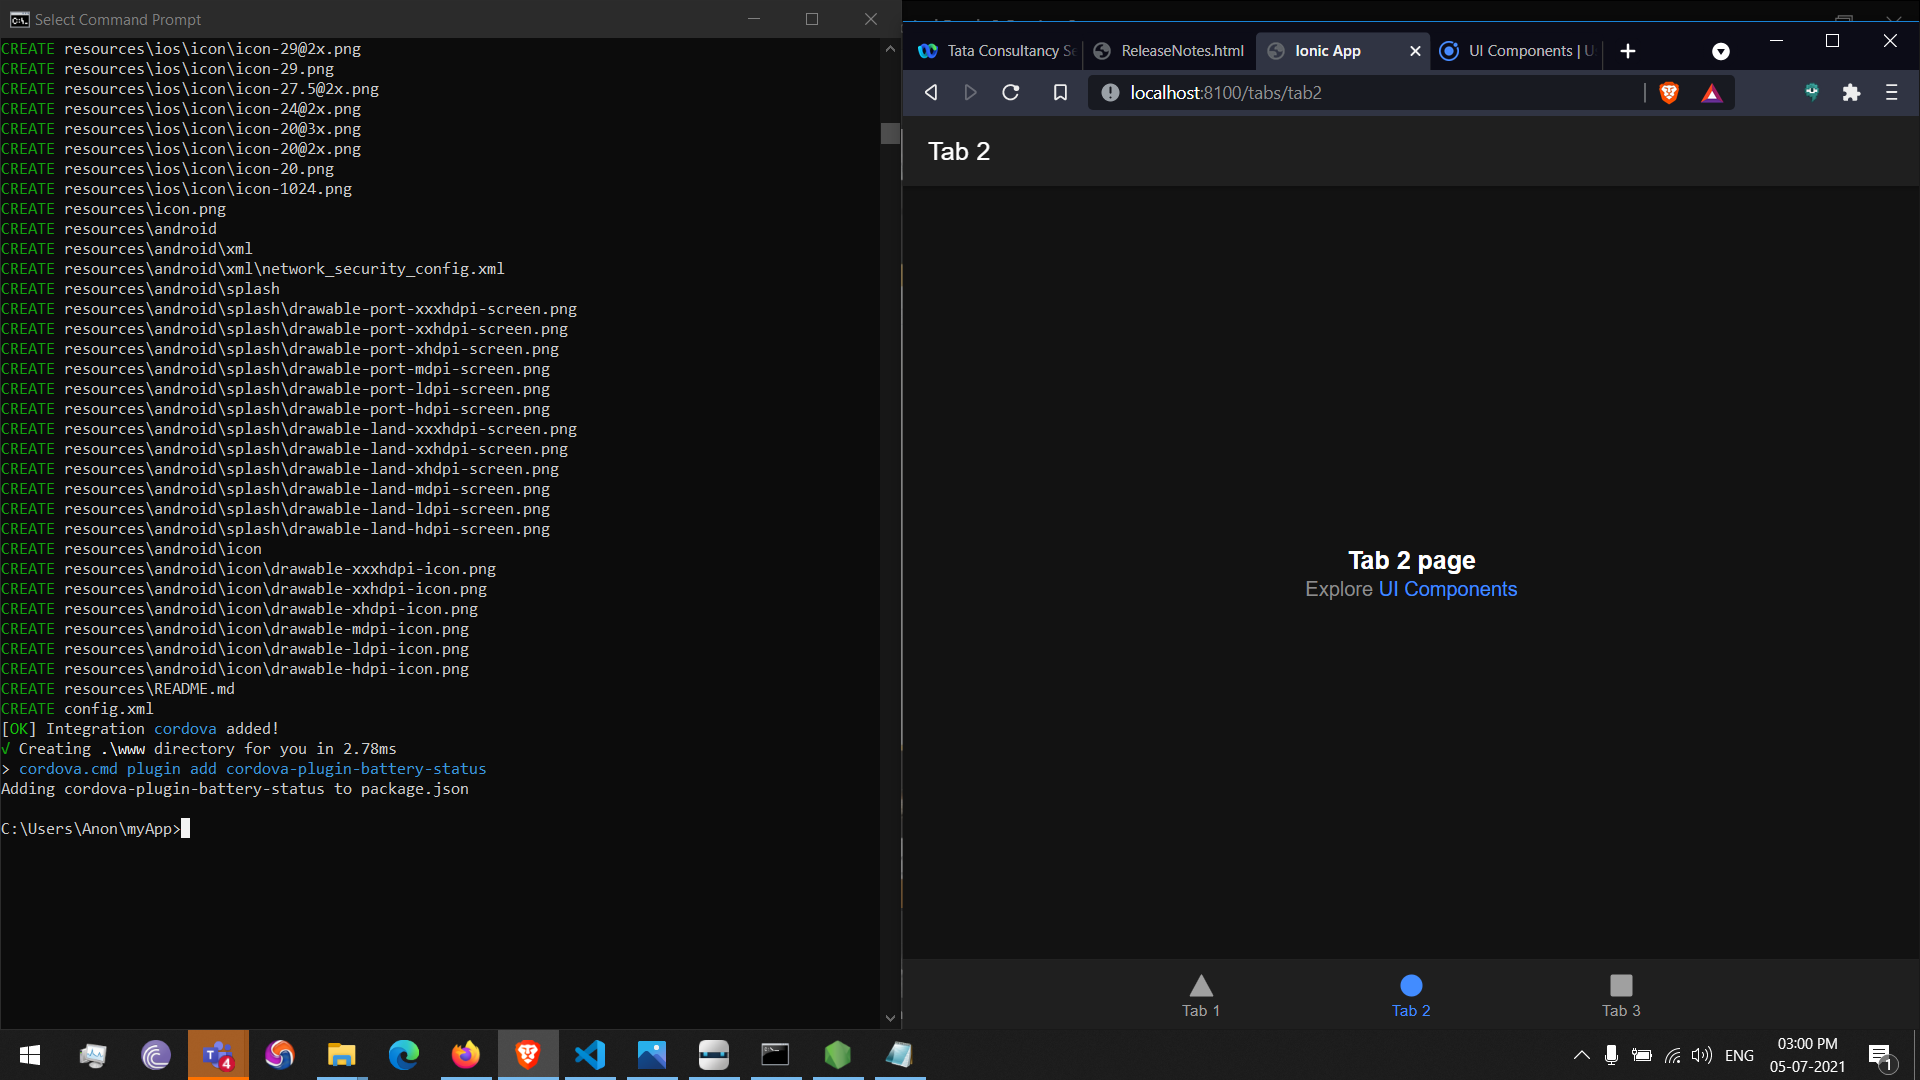 Select Command Prompt
CREATE resources\ios\icon\icon-29@2x.png
CREATE resources\ios\icon\icon-29.png
CREATE resources\ios\icon\icon-27.5@2x.png
CREATE resources\ios\icon\icon-24@2x.png
CREATE resources\ios\icon\icon-20@3x.png
CREATE resources\ios\icon\icon-20@2x.png
CREATE resources\ios\icon\icon-20.png
CREATE resources\ios\icon\icon-1024.png
CREATE resources\icon.png
CREATE resources\android
CREATE resources\android\xml
CREATE resources\android\xml\network_security_config.xml
CREATE resources\android\splash
CREATE resources\android\splash\drawable-port-xxxhdpi-screen.png
CREATE resources\android\splash\drawable-port-xxhdpi-screen.png
CREATE resources\android\splash\drawable-port-xhdpi-screen.png
CREATE resources\android\splash\drawable-port-mdpi-screen.png
CREATE resources\android\splash\drawable-port-ldpi-screen.png
CREATE resources\android\splash\drawable-port-hdpi-screen.png
CREATE resources\android\splash\drawable-land-xxxhdpi-screen.png
CREATE resources\android\splash\drawable-land-xxhdpi-screen.png
CREATE resources\android\splash\drawable-land-xhdpi-screen.png
CREATE resources\android\splash\drawable-land-mdpi-screen.png
CREATE resources\android\splash\drawable-land-ldpi-screen.png
CREATE resources\android\splash\drawable-land-hdpi-screen.png
CREATE resources\android\icon
CREATE resources\android\icon\drawable-xxxhdpi-icon.png
CREATE resources\android\icon\drawable-xxhdpi-icon.png
CREATE resources\android\icon\drawable-xhdpi-icon.png
CREATE resources\android\icon\drawable-mdpi-icon.png
CREATE resources\android\icon\drawable-ldpi-icon.png
CREATE resources\android\icon\drawable-hdpi-icon.png
CREATE resources\README.md
CREATE config.xml
[OK] Integration cordova added!
√ Creating .\www directory for you in 2.78ms
> cordova.cmd plugin add cordova-plugin-battery-status
Adding cordova-plugin-battery-status to package.json
C:\Users\Anon\myApp>
Tata Consultancy Se
ReleaseNotes.html
Ionic App
UI Components | U
localhost:8100/tabs/tab2
Tab 2
Tab 2 page
Explore UI Components
Tab 1
Tab 2
Tab 3
4
ENG
03:00 PM
05-07-2021
1